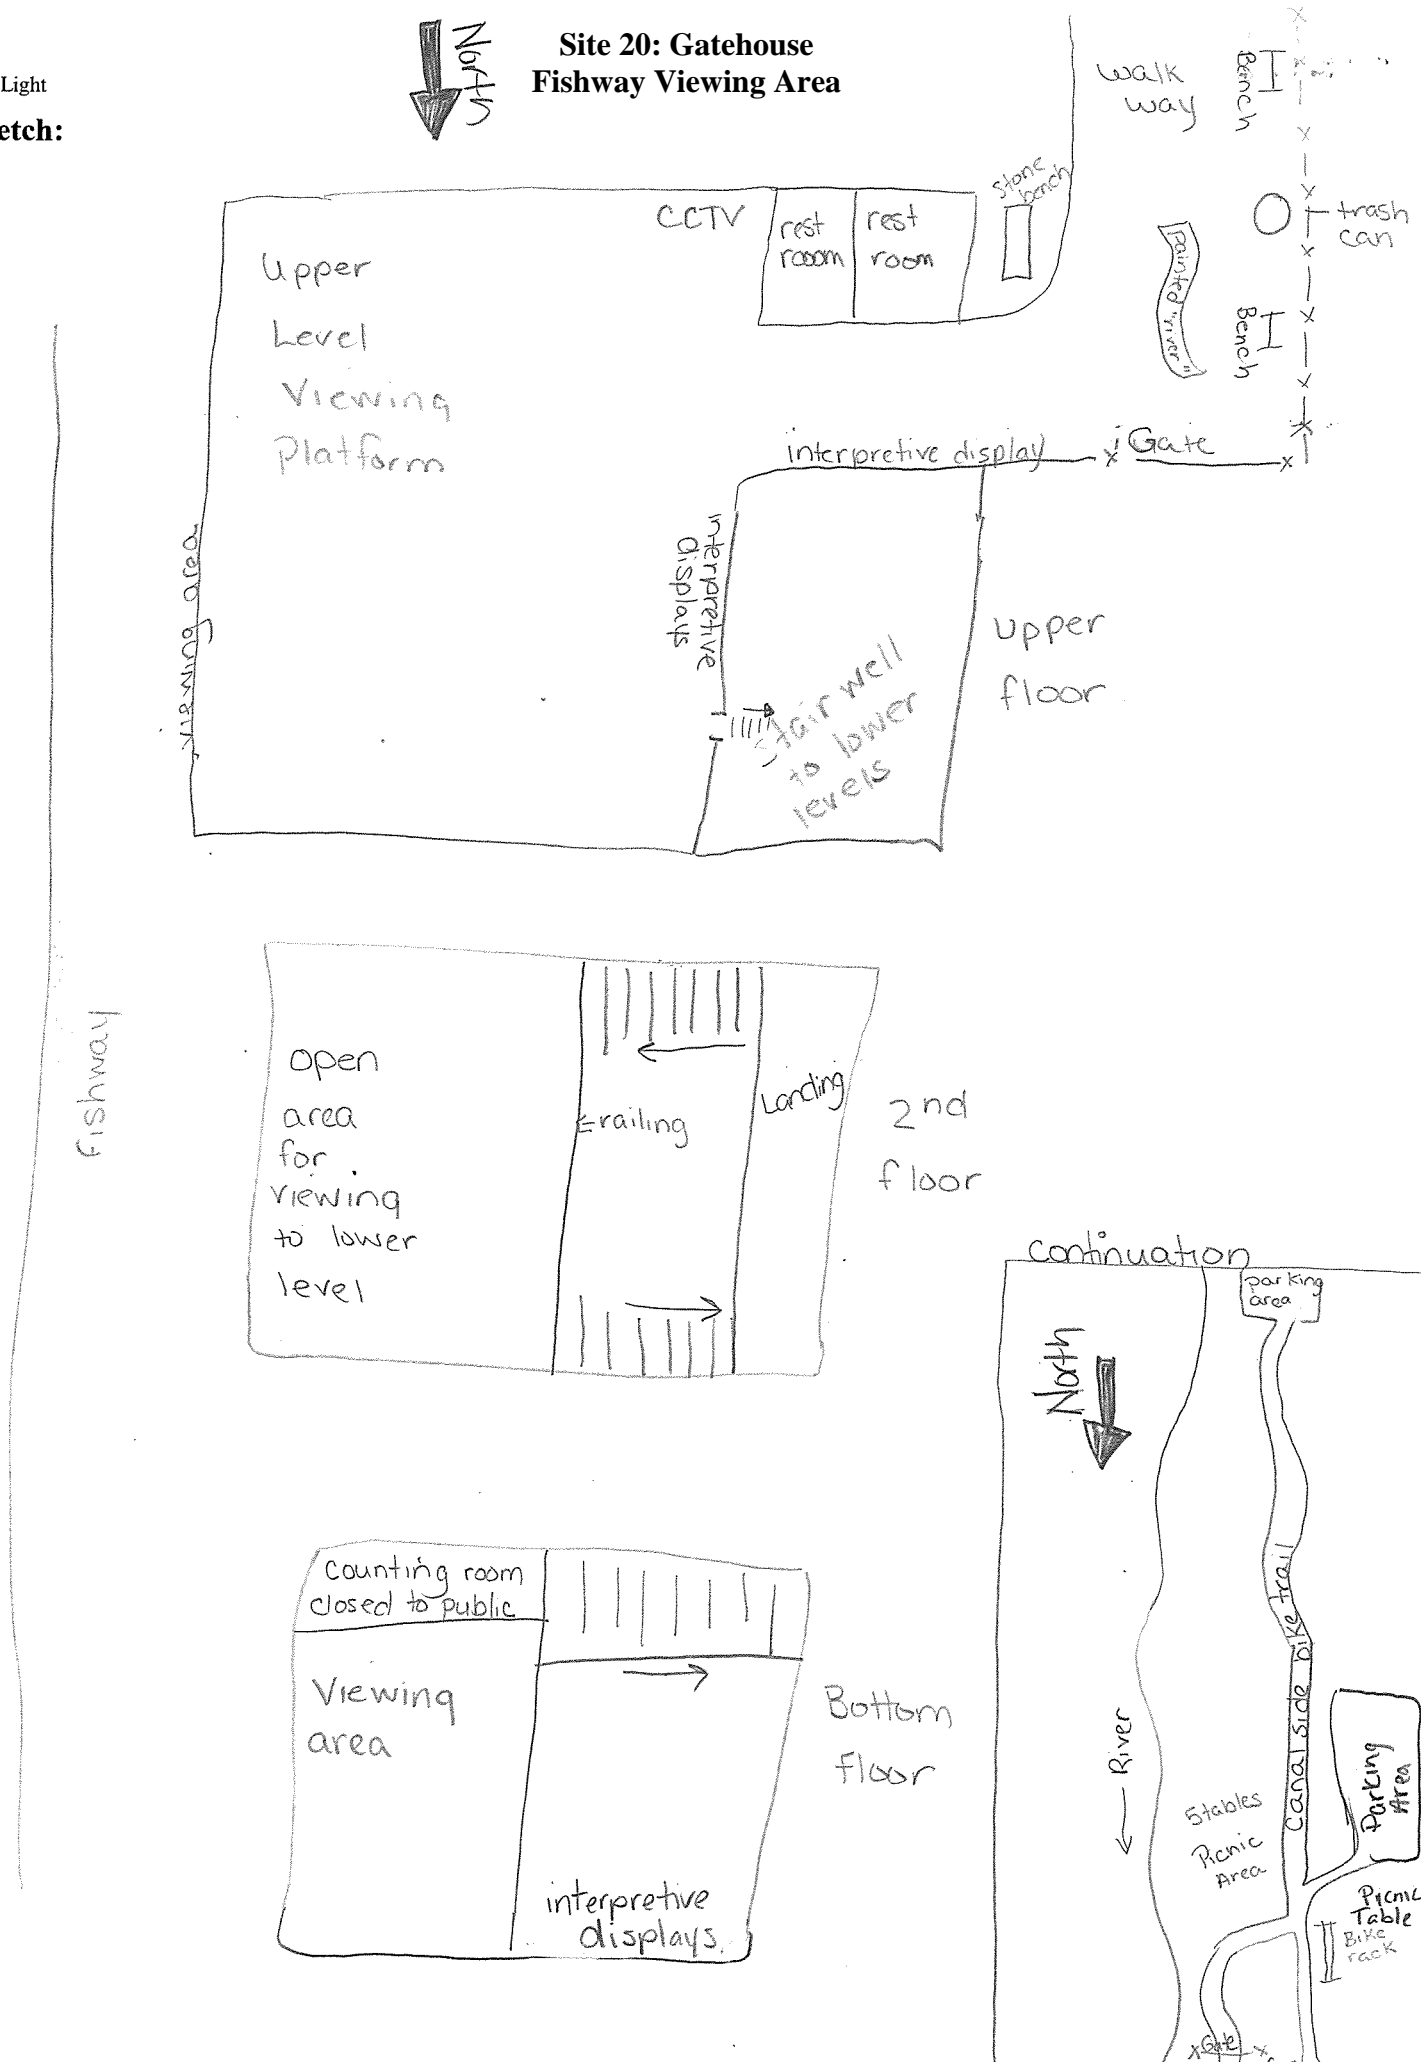 Site 20: Gatehouse
Fishway Viewing Area
Light
etch:
North
walk
way
Bench
stone
bench
CCTV
rest
rooom
rest
room
trash
can
painted "river"
Bench
Upper
Level
Viewing
Platform
interpretive display
Gate
viewing area
interpretive
displays
upper
floor
Stair well
to lower
levels
Fishway
open
area
for
viewing
to lower
level
railing
Landing
2nd
floor
continuation
parking
area
North
Canal side bike trail
River
5tables
Picnic
Area
Parking
Area
Picnic
Table
Bike
rack
Gate
counting room
closed to public
Viewing
area
Bottom
floor
interpretive
displays